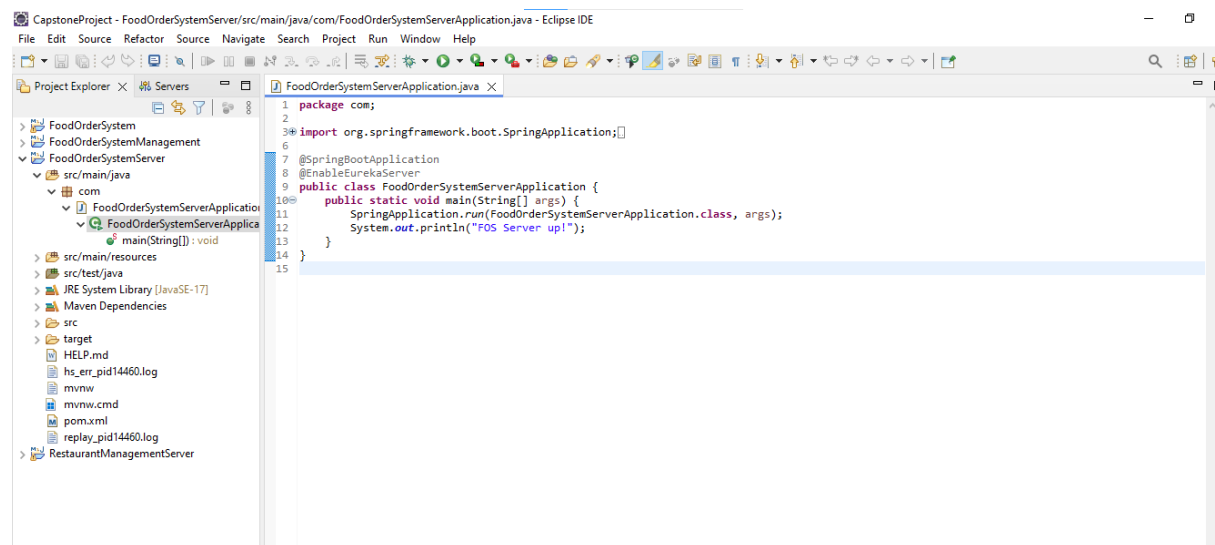 CapstoneProject - FoodOrderSystemServer/src/main/java/com/FoodOrderSystemServerApplication.java - Eclipse IDE
File Edit Source Refactor Source Navigate Search Project Run Window Help
Project Explorer Servers
FoodOrderSystem
FoodOrderSystemManagement
FoodOrderSystemServer
src/main/java
com
FoodOrderSystemServerApplication
FoodOrderSystemServerApplica
main(String[]) : void
src/main/resources
src/test/java
JRE System Library [JavaSE-17]
Maven Dependencies
src
target
HELP.md
hs_err_pid14460.log
mvnw
mvnw.cmd
pom.xml
replay_pid14460.log
RestaurantManagementServer
FoodOrderSystemServerApplication.java
1 package com;
2
3 import org.springframework.boot.SpringApplication;
6
7 @SpringBootApplication
8 @EnableEurekaServer
9 public class FoodOrderSystemServerApplication {
10 public static void main(String[] args) {
11 SpringApplication.run(FoodOrderSystemServerApplication.class, args);
12 System.out.println("FOS Server up!");
13 }
14 }
15